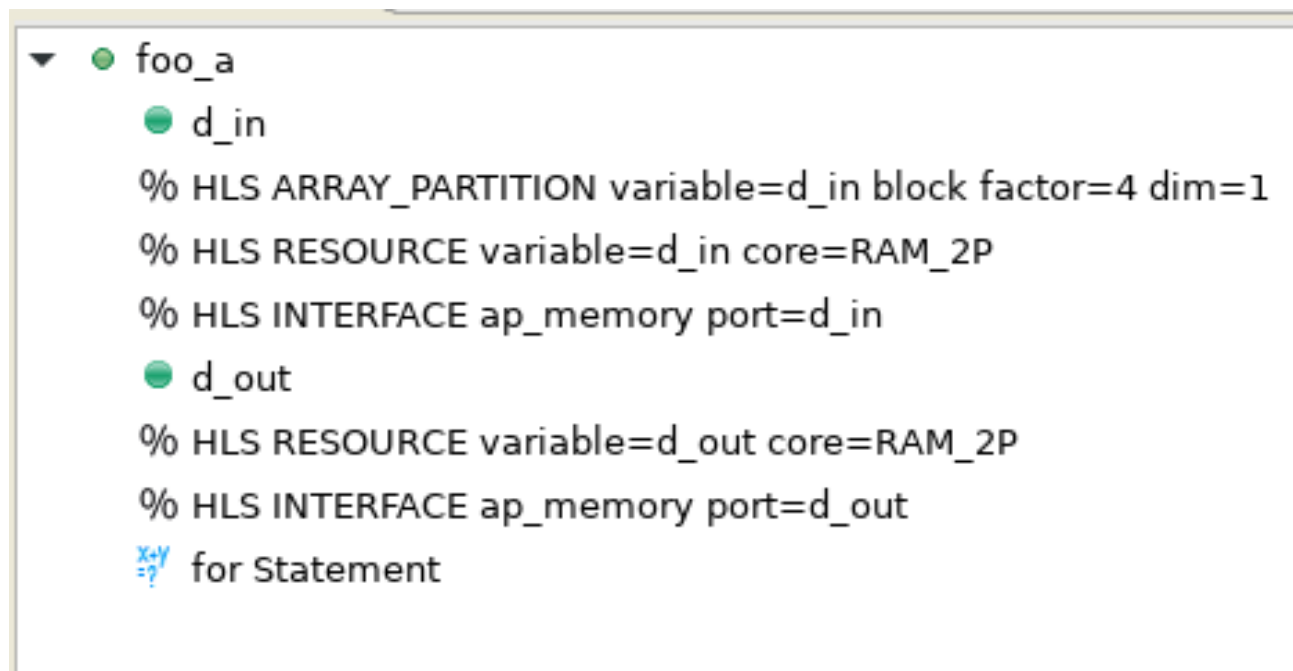 foo_a
d_in
% HLS ARRAY_PARTITION variable=d_in block factor=4 dim=1
% HLS RESOURCE variable=d_in core=RAM_2P
% HLS INTERFACE ap_memory port=d_in
d_out
% HLS RESOURCE variable=d_out core=RAM_2P
% HLS INTERFACE ap_memory port=d_out
x+y=? for Statement